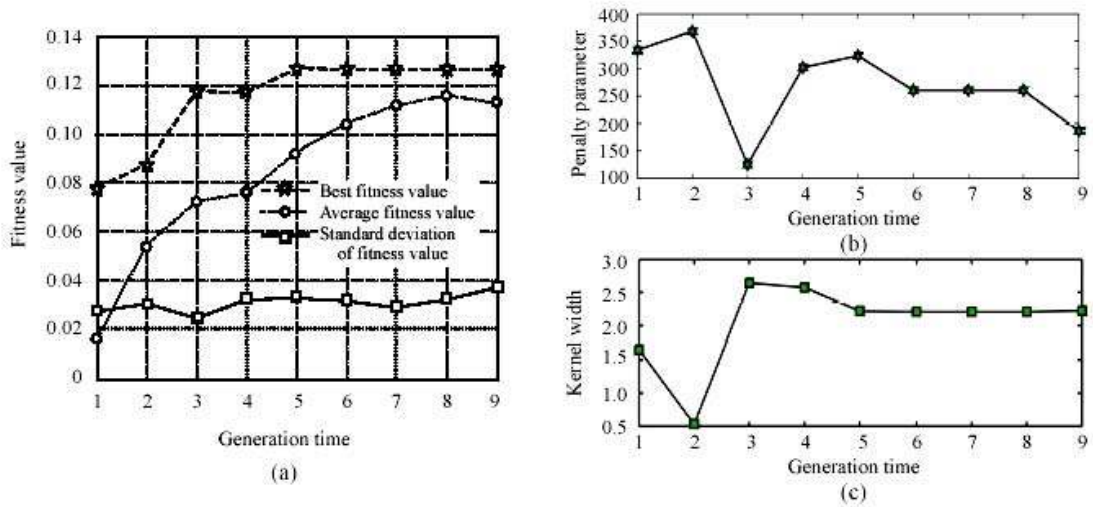 0.14
0.12
0.10
0.08
0.06
0.04
0.02
0
Fitness value
Best fitness value
Average fitness value
Standard deviation
of fitness value
1 2 3 4 5 6 7 8 9
Generation time
(a)
400
350
300
250
200
150
100
Penalty parameter
1 2 3 4 5 6 7 8 9
Generation time
(b)
3.0
2.5
2.0
1.5
1.0
0.5
Kernel width
1 2 3 4 5 6 7 8 9
Generation time
(c)